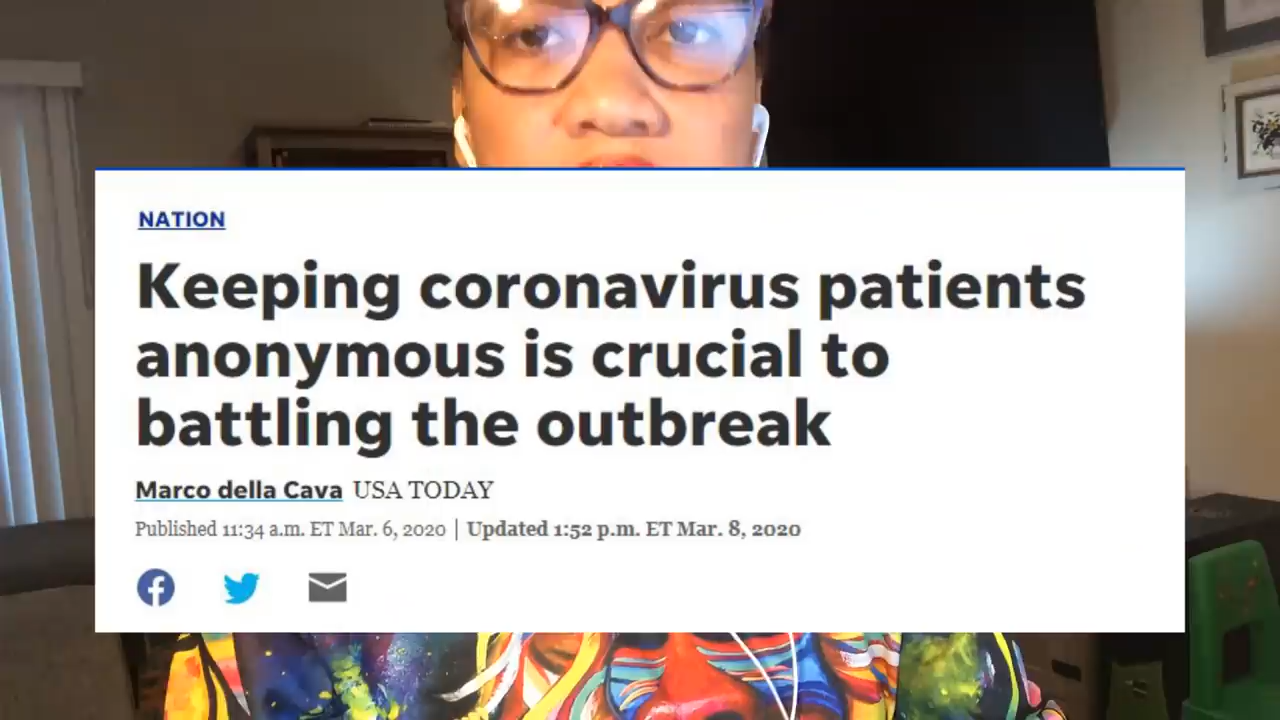 NATION
Keeping coronavirus patients
anonymous is crucial to
battling the outbreak
Marco della Cava USA TODAY
Published 11:34 a.m. ET Mar. 6, 2020 | Updated 1:52 p.m. ET Mar. 8, 2020